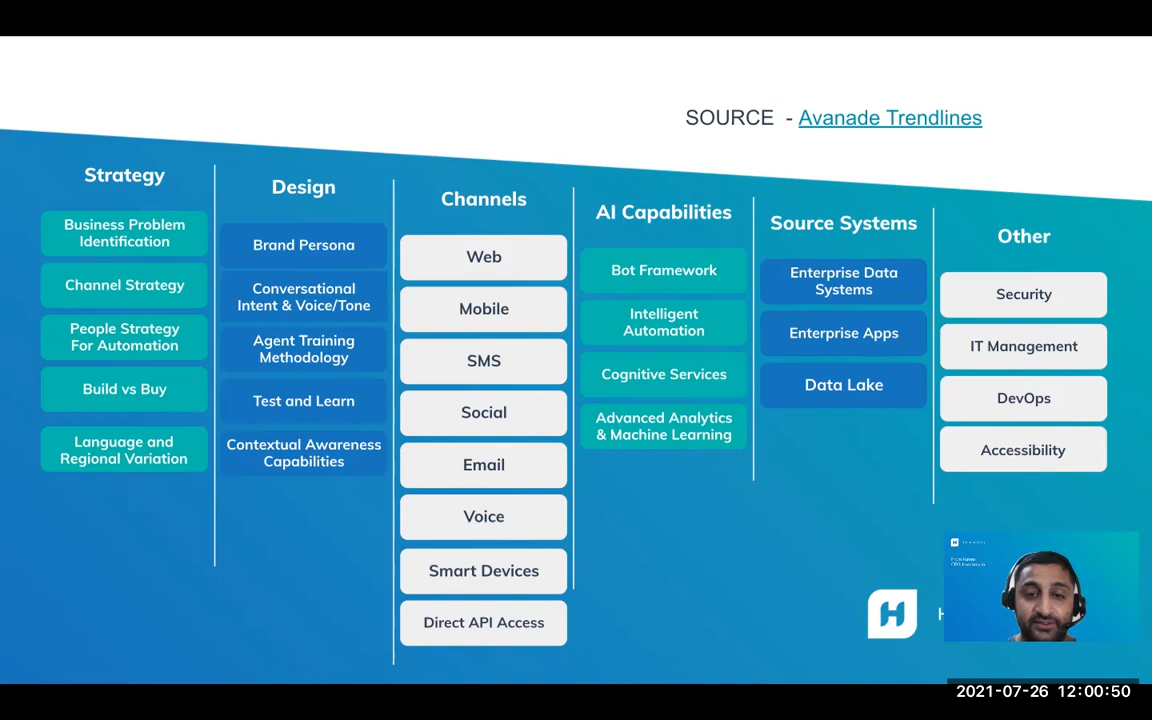 SOURCE - Avanade Trendlines
Strategy
Business Problem
Identification
Channel Strategy
People Strategy
For Automation
Build vs Buy
Language and
Regional Variation
Design
Brand Persona
Conversational
Intent & Voice/Tone
Agent Training
Methodology
Test and Learn
Contextual Awareness
Capabilities
Channels
Web
Mobile
SMS
Social
Email
Voice
Smart Devices
Direct API Access
AI Capabilities
Bot Framework
Intelligent
Automation
Cognitive Services
Advanced Analytics
& Machine Learning
Source Systems
Enterprise Data
Systems
Enterprise Apps
Data Lake
Other
Security
IT Management
DevOps
Accessibility
H
2021-07-26 12:00:50